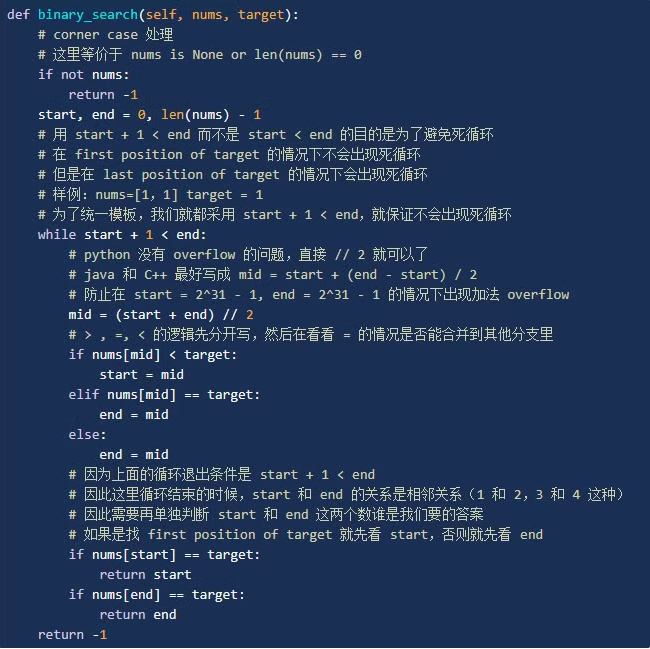 def binary_search(self, nums, target):
    # corner case 处理
    # 这里等价于 nums is None or len(nums) == 0
    if not nums:
        return -1
    start, end = 0, len(nums) - 1
    # 用 start + 1 < end 而不是 start < end 的目的是为了避免死循环
    # 在 first position of target 的情况下不会出现死循环
    # 但是在 last position of target 的情况下会出现死循环
    # 样例：nums=[1，1] target = 1
    # 为了统一模板，我们就都采用 start + 1 < end，就保证不会出现死循环
    while start + 1 < end:
        # python 没有 overflow 的问题，直接 // 2 就可以了
        # java 和 C++ 最好写成 mid = start + (end - start) / 2
        # 防止在 start = 2^31 - 1, end = 2^31 - 1 的情况下出现加法 overflow
        mid = (start + end) // 2
        # > , =, < 的逻辑先分开写，然后在看看 = 的情况是否能合并到其他分支里
        if nums[mid] < target:
            start = mid
        elif nums[mid] == target:
            end = mid
        else:
            end = mid
        # 因为上面的循环退出条件是 start + 1 < end
        # 因此这里循环结束的时候，start 和 end 的关系是相邻关系（1 和 2，3 和 4 这种）
        # 因此需要再单独判断 start 和 end 这两个数谁是我们要的答案
        # 如果是找 first position of target 就先看 start，否则就先看 end
        if nums[start] == target:
            return start
        if nums[end] == target:
            return end
    return -1